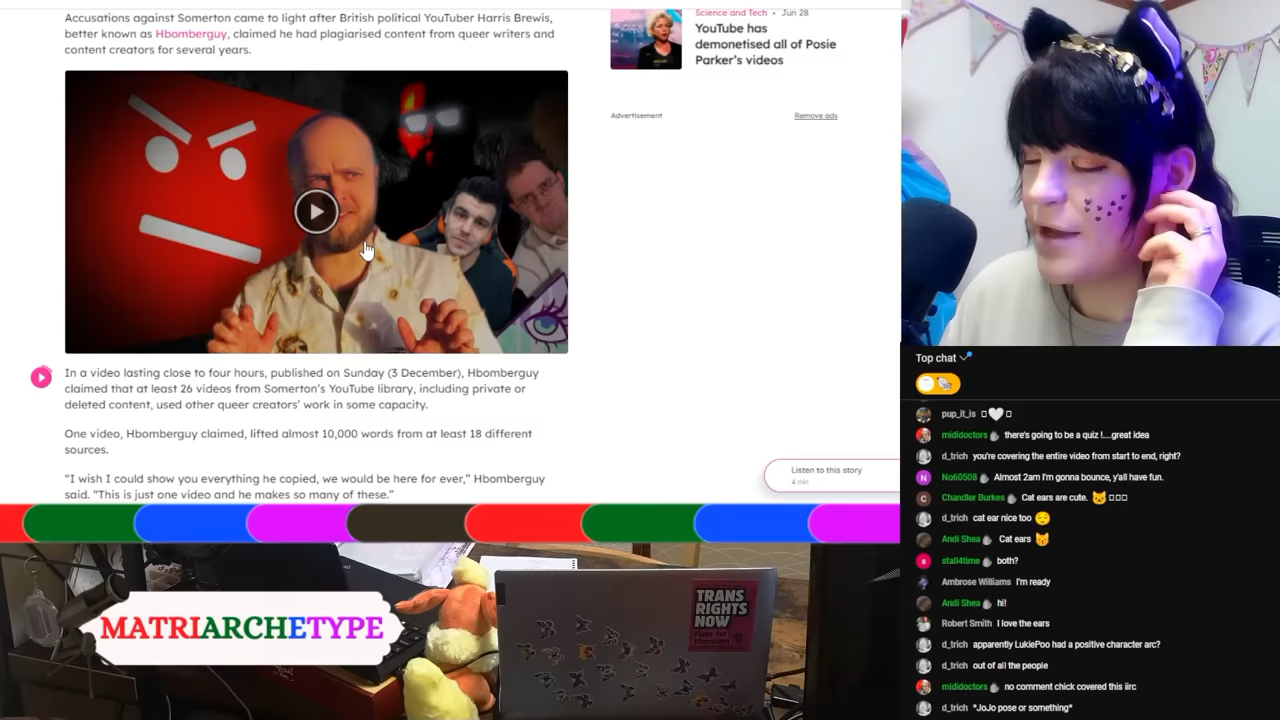 Accusations against Somerton came to light after British political YouTuber Harris Brewis,
better known as Hbomberguy, claimed he had plagiarised content from queer writers and
content creators for several years.
In a video lasting close to four hours, published on Sunday (3 December), Hbomberguy
claimed that at least 26 videos from Somerton's YouTube library, including private or
deleted content, used other queer creators' work in some capacity.
One video, Hbomberguy claimed, lifted almost 10,000 words from at least 18 different
sources.
"I wish I could show you everything he copied, we would be here for ever," Hbomberguy
said. "This is just one video and he makes so many of these."
Science and Tech • Jun 28
YouTube has
demonetised all of Posie
Parker's videos
Advertisement
Remove ads
Listen to this story
4 min
MATRIARCHETYPE
TRANS
RIGHTS
NOW
Top chat
pup_it_is
mididoctors there's going to be a quiz !....great idea
d_trich you're covering the entire video from start to end, right?
No60508 Almost 2am I'm gonna bounce, y'all have fun.
Chandler Burkes Cat ears are cute.
d_trich cat ear nice too
Andi Shea Cat ears
stall4time both?
Ambrose Williams I'm ready
Andi Shea hi!
Robert Smith I love the ears
d_trich apparently LukiePoo had a positive character arc?
d_trich out of all the people
mididoctors no comment chick covered this iirc
d_trich *JoJo pose or something*